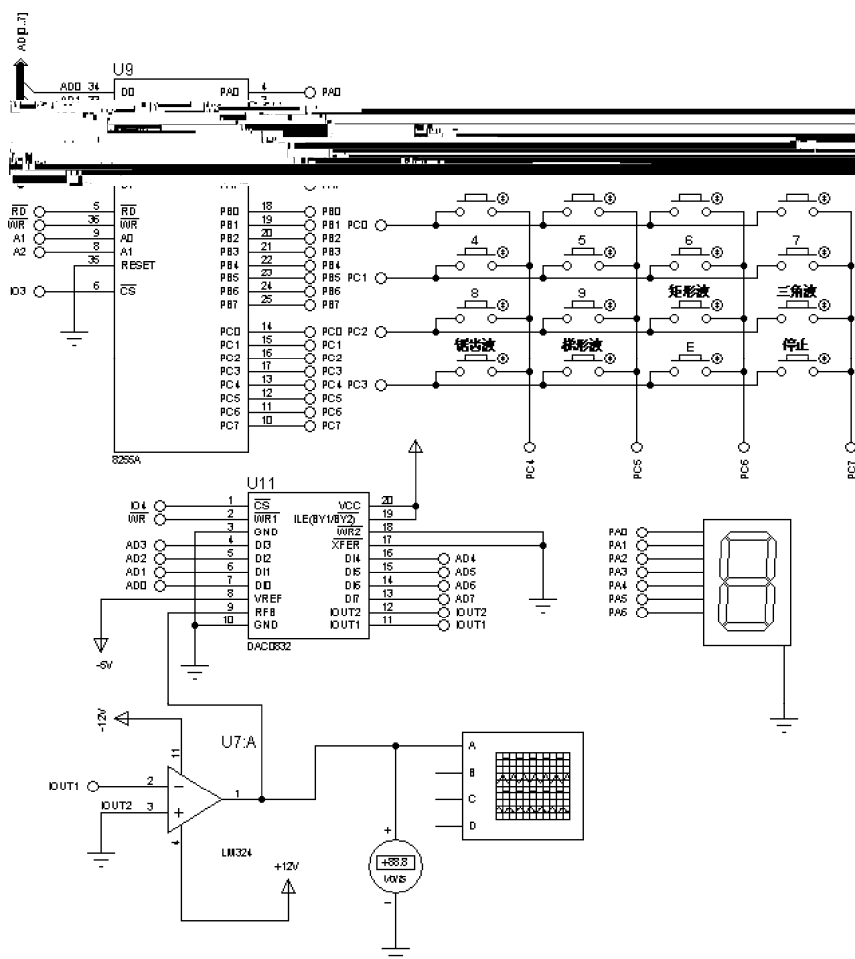 AD[0..7]
U9
AD0 34 D0 PA0 4 PA0
RD 5 RD PB0 18 PB0
WR 36 WR PB1 19 PB1 PC0
A1 9 A0 PB2 20 PB2
A2 8 A1 PB3 21 PB3
35 RESET PB4 22 PB4
PB5 23 PB5 PC1
IO3 6 CS PB6 24 PB6
PB7 25 PB7
4 5 6 7
8 9 矩形波 三角波
锯齿波 梯形波 E 停止
PC0 14 PC0 PC2
PC1 15 PC1
PC2 16 PC2
PC3 17 PC3
PC4 13 PC4 PC3
PC5 12 PC5
PC6 11 PC6
PC7 10 PC7
8255A
PC4 PC5 PC6 PC7
U11
IO4 1 CS VCC 20
WR 2 WR1 ILE(BY1/BY2) 19
3 GND WR2 18
AD3 4 DI3 XFER 17
AD2 5 DI2 DI4 16 AD4
AD1 6 DI1 DI5 15 AD5
AD0 7 DI0 DI6 14 AD6
8 VREF DI7 13 AD7
9 RFB IOUT2 12 IOUT2
10 GND IOUT1 11 IOUT1
DAC0832
-5V
PA0
PA1
PA2
PA3
PA4
PA5
PA6
-12V
U7:A
11
IOUT1 2
1
IOUT2 3
4
LM324
+12V
A
B
C
D
+88.8
Volts